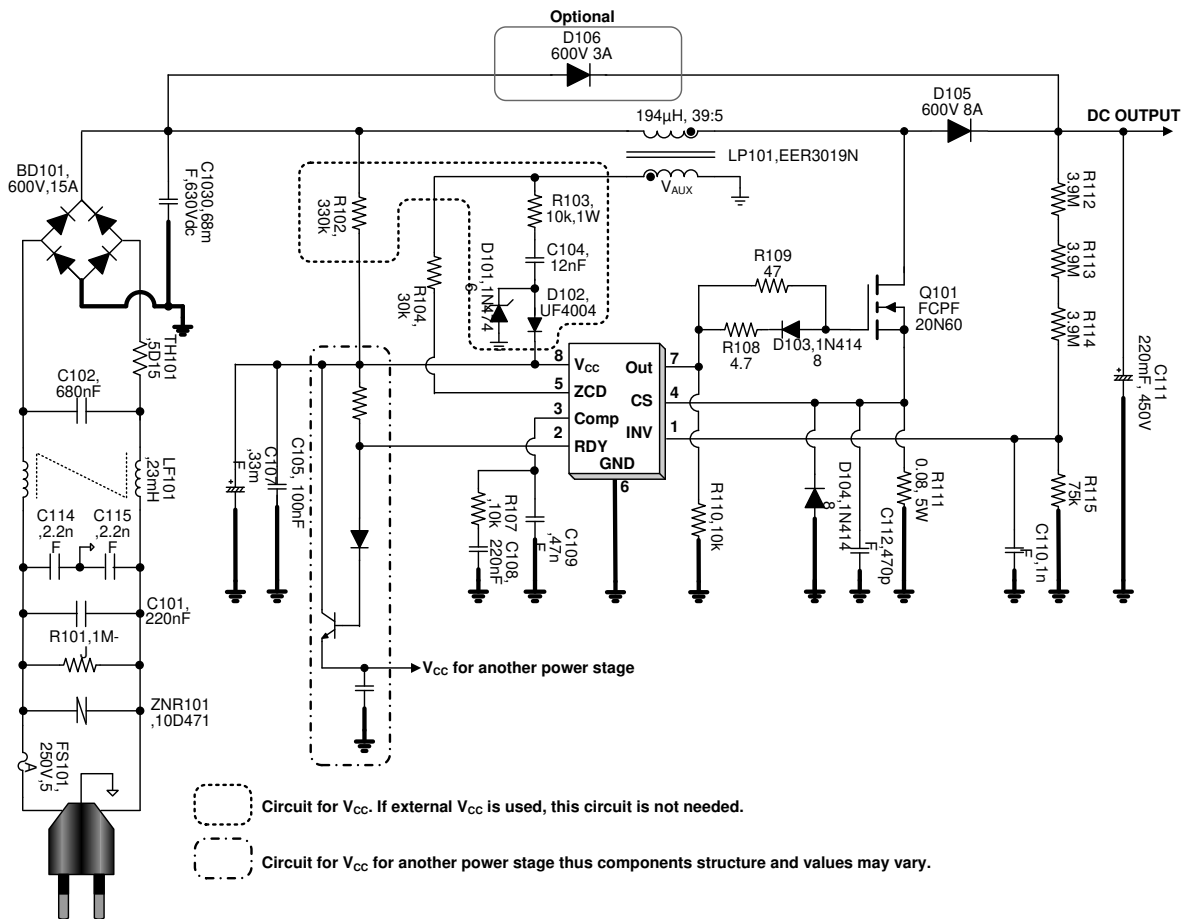 Optional
D106
600V 3A
D105
600V 8A
194µH, 39:5
DC OUTPUT
LP101,EER3019N
VAUX
BD101,
600V,15A
C1030,68m
F,630Vdc
R102,
330k
R103,
10k,1W
C104,
12nF
D101,1N474
6
D102,
UF4004
R104,
30k
R109
47
R108
4.7
D103,1N414
8
Q101
FCPF
20N60
R112
3.9M
R113
3.9M
R114
3.9M
C111
220mF, 450V
TH101
,5D15
C102,
680nF
8
VCC
5
ZCD
3
Comp
2
RDY
GND
6
Out
7
CS
4
INV
1
LF101
,23mH
C107
,33m
F
C105, 100nF
R107
,10k
C108,
220nF
C109
,47n
F
R110,10k
D104,1N414
8
C112,470p
F
R111
0.08, 5W
C110,1n
F
R115
75k
C114
,2.2n
F
C115
,2.2n
F
C101,
220nF
R101,1M-
J
ZNR101
,10D471
FS101,
250V,5
A
VCC for another power stage
Circuit for VCC. If external VCC is used, this circuit is not needed.
Circuit for VCC for another power stage thus components structure and values may vary.